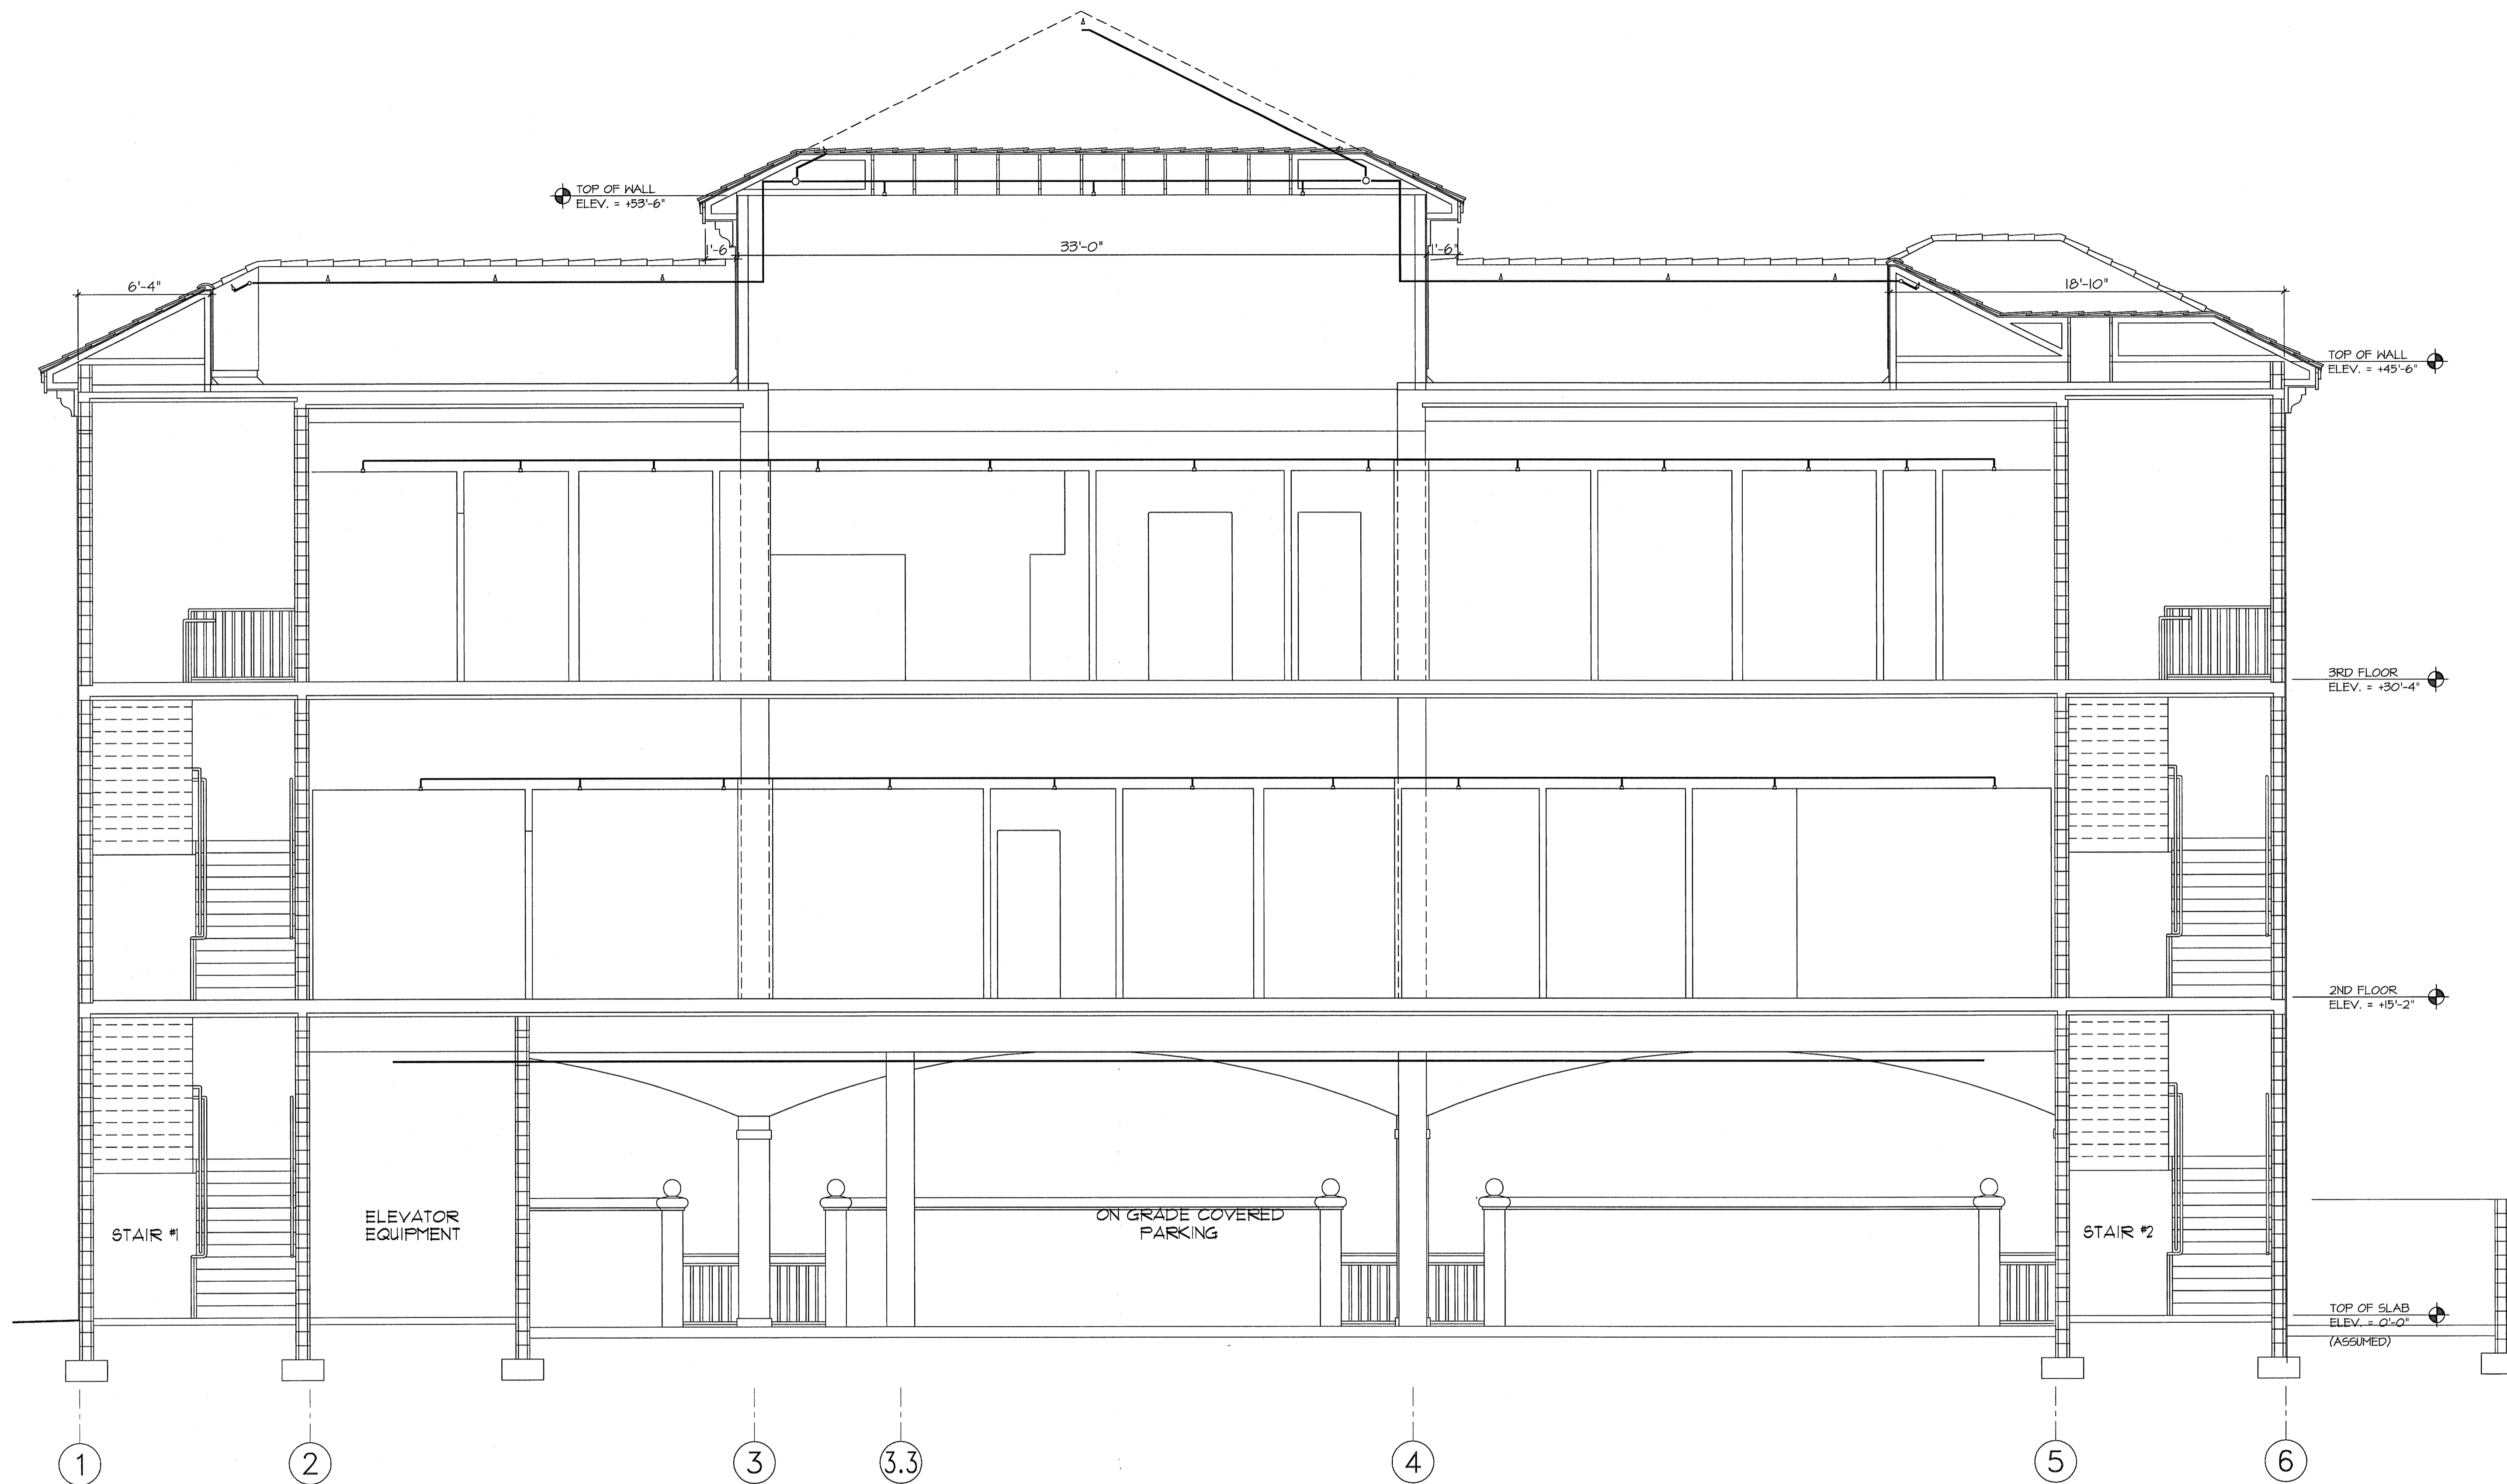 TOP OF WALL
ELEV. = +53'-6"
1'-6"
33'-0"
1'-6"
6'-4"
18'-10"
TOP OF WALL
ELEV. = +45'-6"
3RD FLOOR
ELEV. = +30'-4"
2ND FLOOR
ELEV. = +15'-2"
STAIR #1
ELEVATOR
EQUIPMENT
ON GRADE COVERED
PARKING
STAIR #2
TOP OF SLAB
ELEV. = 0'-0"
(ASSUMED)
1
2
3
3.3
4
5
6